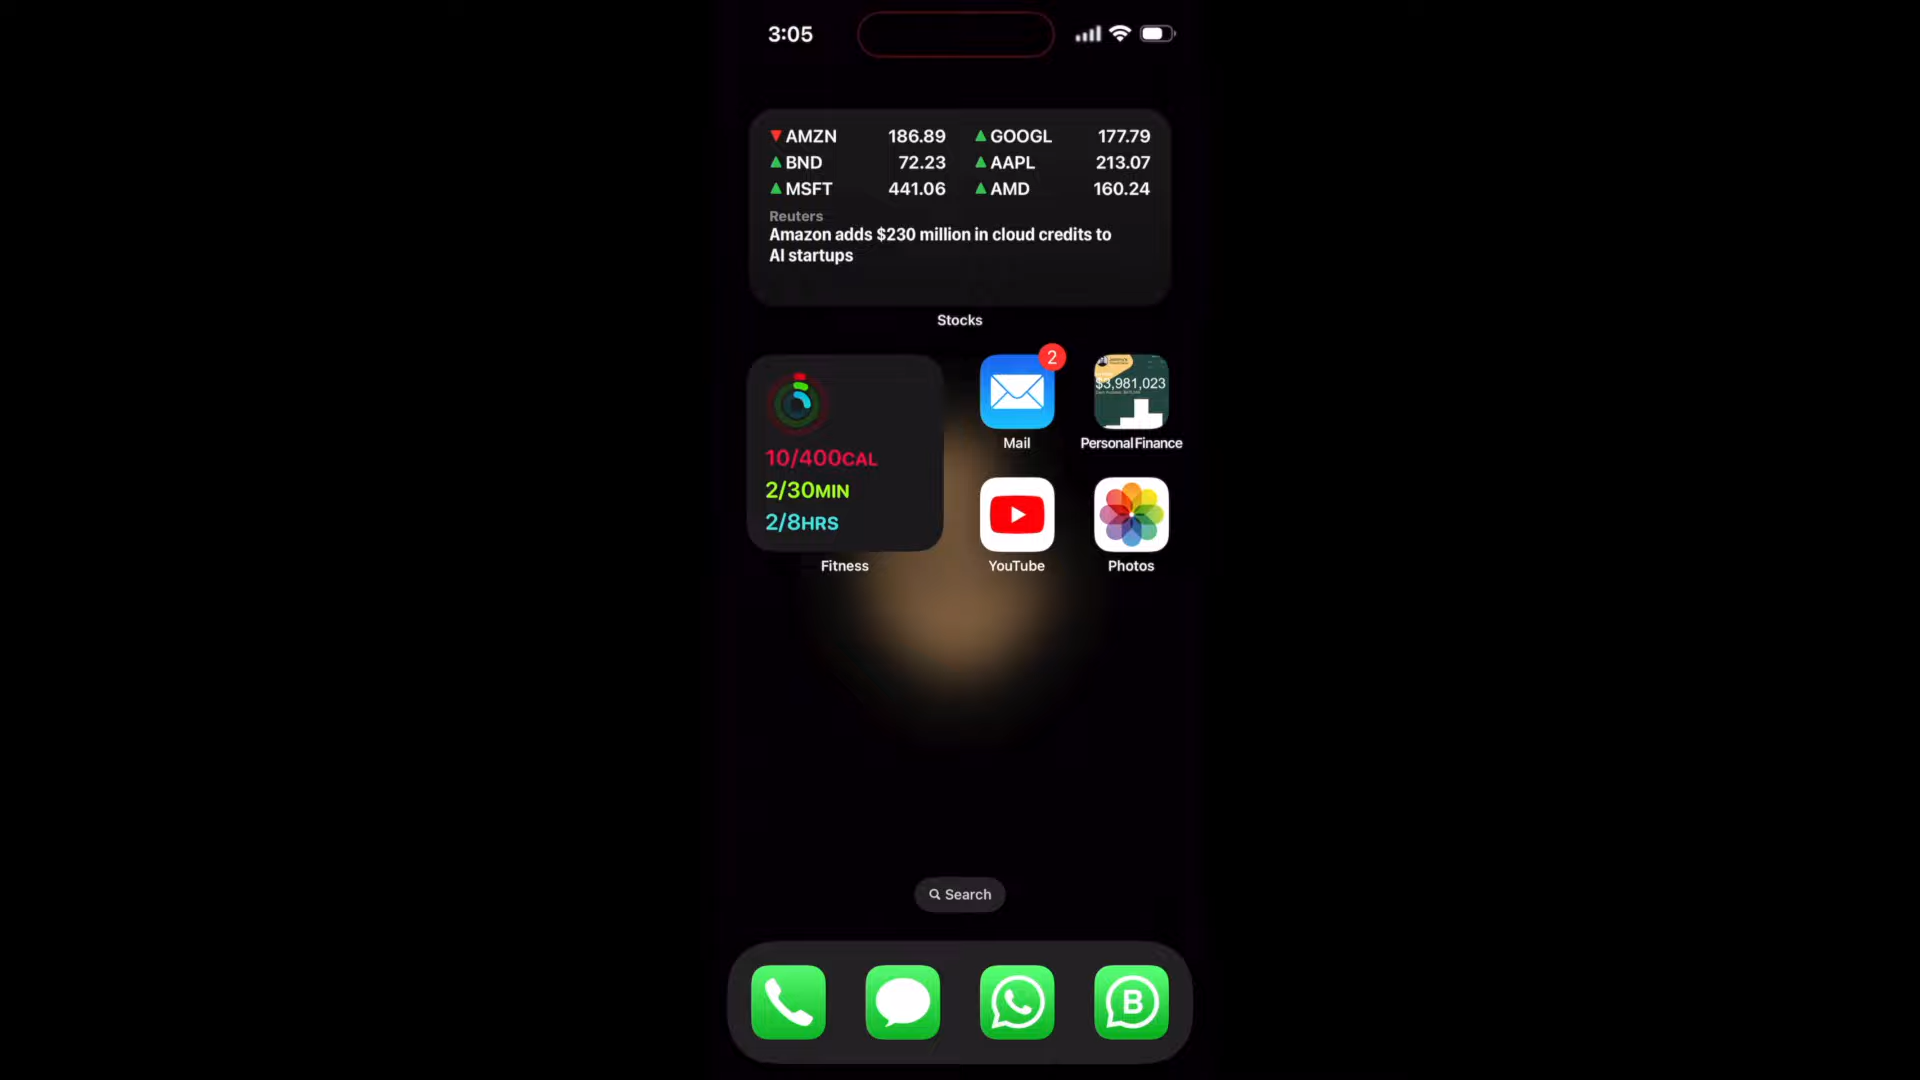 3:05
AMZN 186.89 GOOGL 177.79
BND 72.23 AAPL 213.07
MSFT 441.06 AMD 160.24
Reuters
Amazon adds $230 million in cloud credits to
AI startups
Stocks
10/400CAL
2/30MIN
2/8HRS
Fitness
2
Mail
$3,981,023
Personal Finance
YouTube
Photos
Search
B